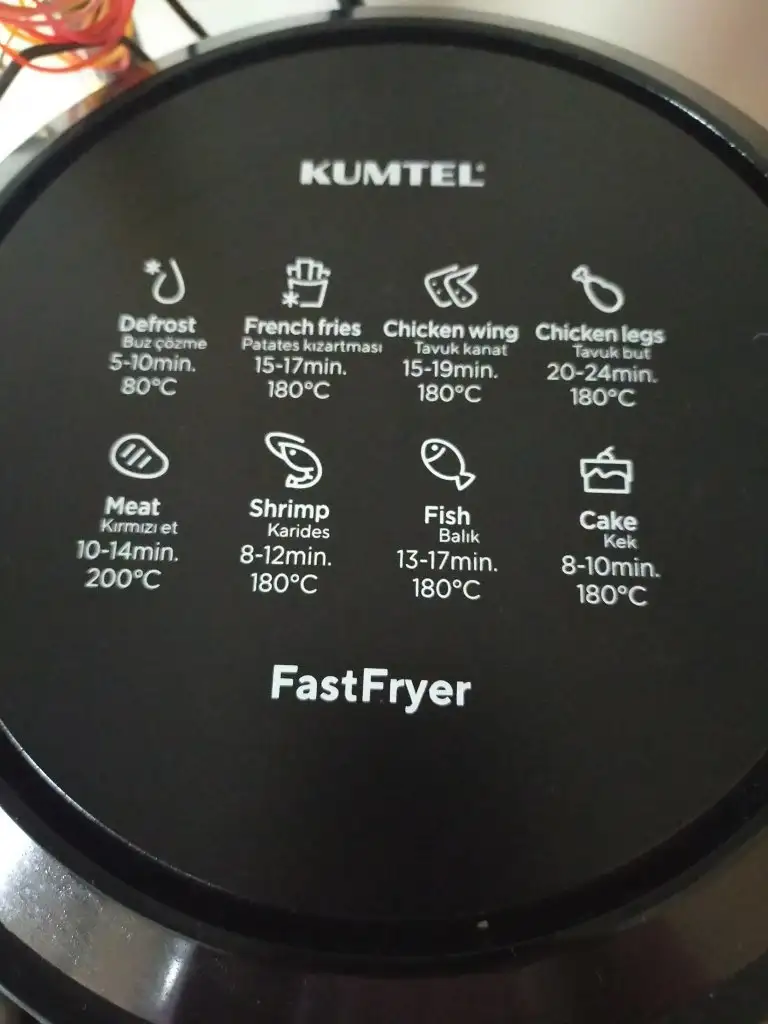 KUMTEL
Defrost
Buz çözme
5-10min.
80°C
French fries
Patates kızartması
15-17min.
180°C
Chicken wing
Tavuk kanat
15-19min.
180°C
Chicken legs
Tavuk but
20-24min.
180°C
Meat
Kırmızı et
10-14min.
200°C
Shrimp
Karides
8-12min.
180°C
Fish
Balık
13-17min.
180°C
Cake
Kek
8-10min.
180°C
FastFryer